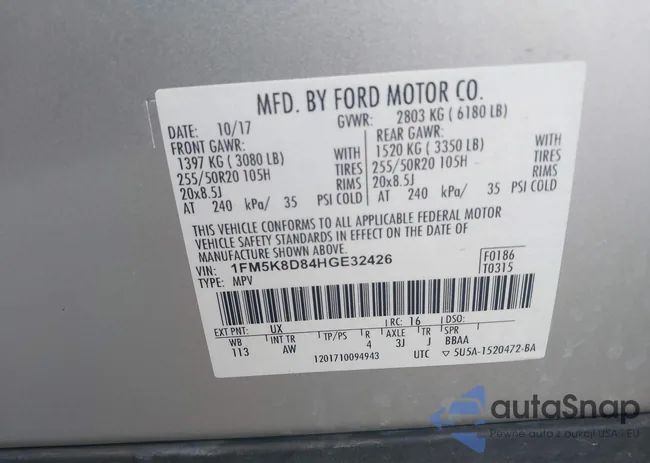 MFD. BY FORD MOTOR CO.
DATE: 10/17 GVWR: 2803 KG ( 6180 LB)
FRONT GAWR: REAR GAWR:
1397 KG ( 3080 LB) WITH 1520 KG ( 3350 LB) WITH
255/50R20 105H TIRES 255/50R20 105H TIRES
20x8.5J RIMS 20x8.5J RIMS
AT 240 kPa/ 35 PSI COLD AT 240 kPa/ 35 PSI COLD
THIS VEHICLE CONFORMS TO ALL APPLICABLE FEDERAL MOTOR
VEHICLE SAFETY STANDARDS IN EFFECT ON THE DATE OF
MANUFACTURE SHOWN ABOVE.
VIN: 1FM5K8D84HGE32426 F0186
TYPE: MPV T0315
EXT PNT: UX RC: 16 DSO:
WB INT TR TP/PS R AXLE TR SPR
113 AW 4 3J J BBAA
1201710094943 UTC ▽ 5U5A-1520472-BA
autoSnap
Pewne auto z aukcji USA / EU